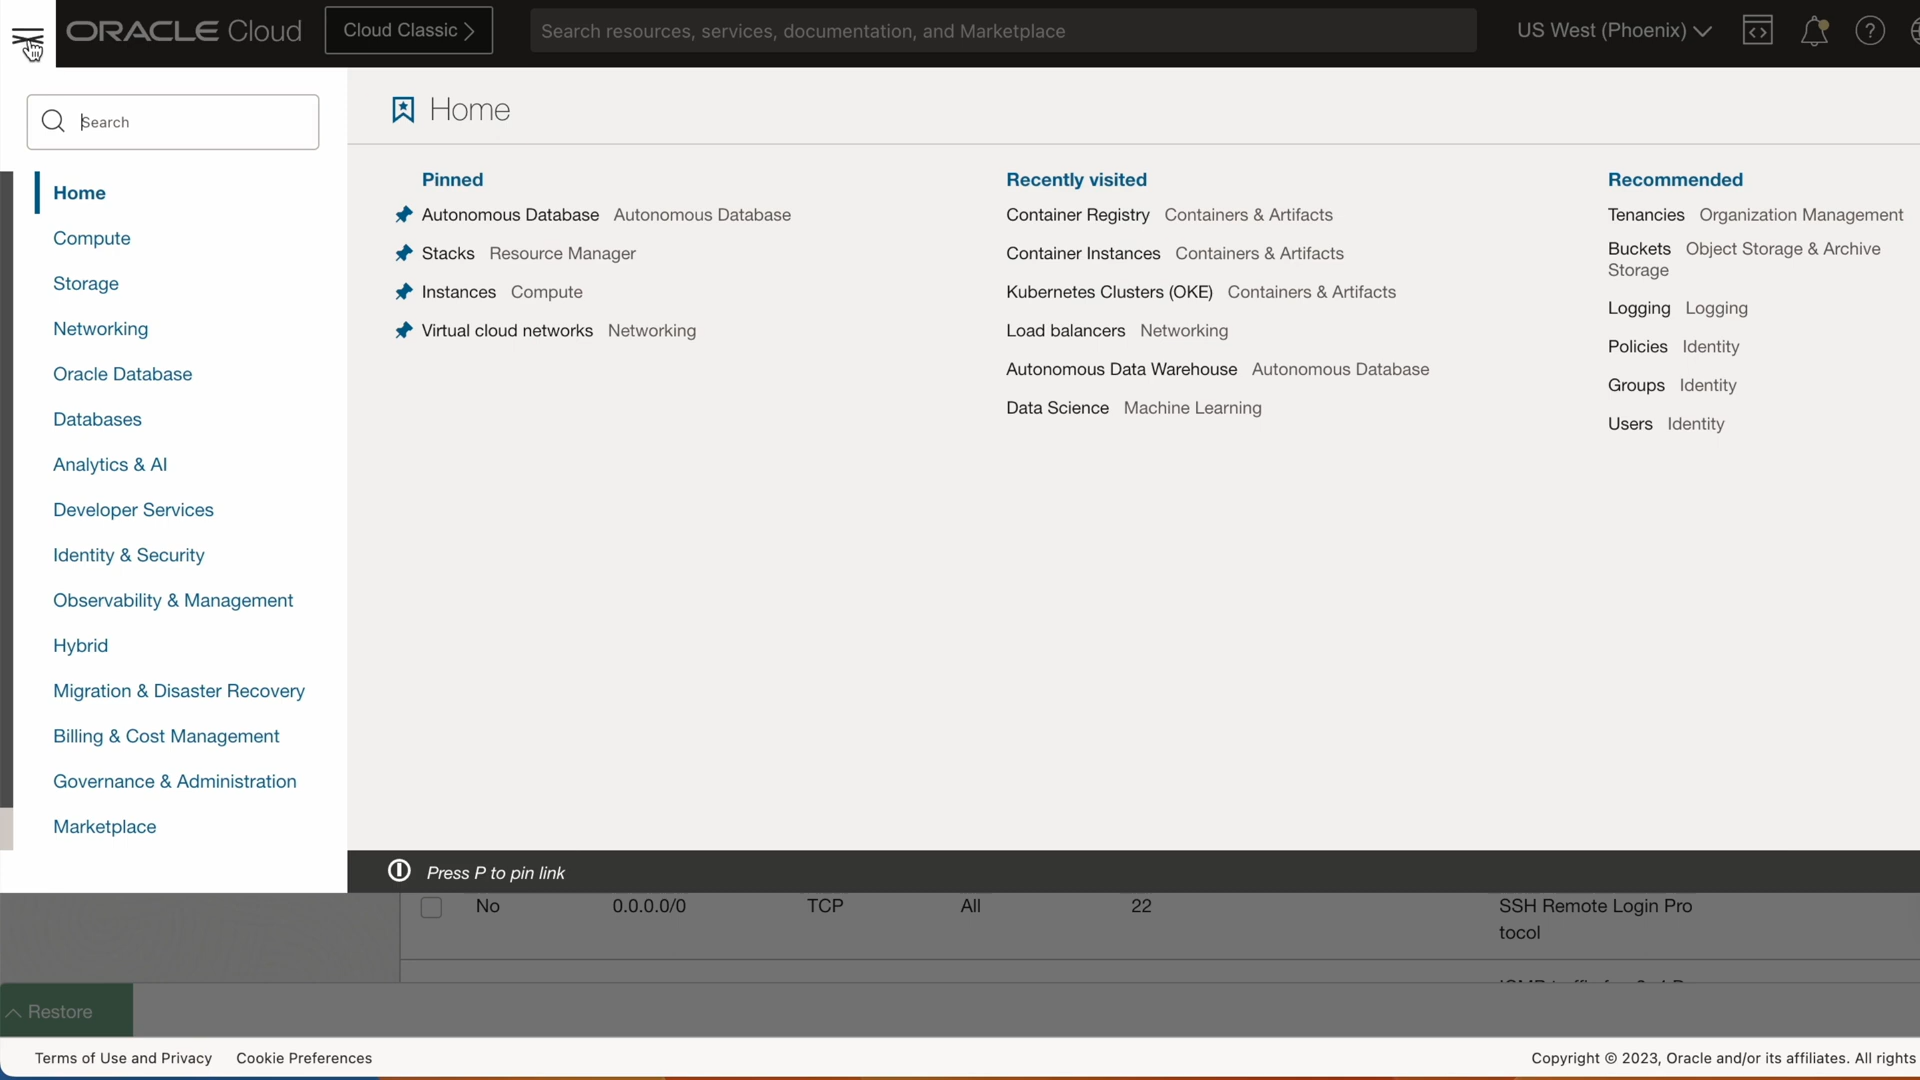 ORACLE Cloud
Cloud Classic
Search resources, services, documentation, and Marketplace
US West (Phoenix)
Search
Home
Compute
Storage
Networking
Oracle Database
Databases
Analytics & AI
Developer Services
Identity & Security
Observability & Management
Hybrid
Migration & Disaster Recovery
Billing & Cost Management
Governance & Administration
Marketplace
Home
Pinned
Autonomous Database Autonomous Database
Stacks Resource Manager
Instances Compute
Virtual cloud networks Networking
Recently visited
Container Registry Containers & Artifacts
Container Instances Containers & Artifacts
Kubernetes Clusters (OKE) Containers & Artifacts
Load balancers Networking
Autonomous Data Warehouse Autonomous Database
Data Science Machine Learning
Recommended
Tenancies Organization Management
Buckets Object Storage & Archive
Storage
Logging Logging
Policies Identity
Groups Identity
Users Identity
Press P to pin link
No 0.0.0.0/0 TCP All 22 SSH Remote Login Pro
tocol
Restore
Terms of Use and Privacy Cookie Preferences
Copyright © 2023, Oracle and/or its affiliates. All rights